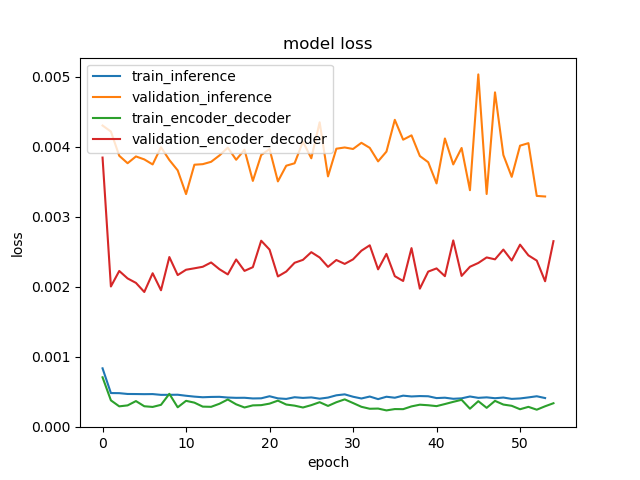 model loss
train_inference
validation_inference
train_encoder_decoder
validation_encoder_decoder
0.005
0.004
0.003
0.002
0.001
0.000
loss
0 10 20 30 40 50
epoch